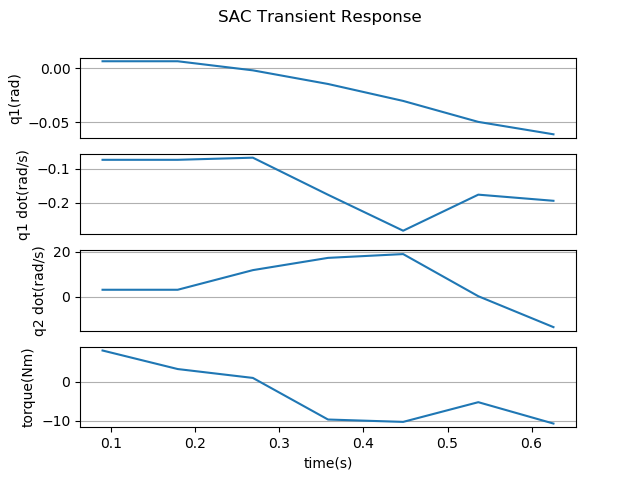 SAC Transient Response
q1(rad)
0.00
−0.05
q1 dot(rad/s)
−0.1
−0.2
q2 dot(rad/s)
20
0
torque(Nm)
0
−10
0.1 0.2 0.3 0.4 0.5 0.6
time(s)